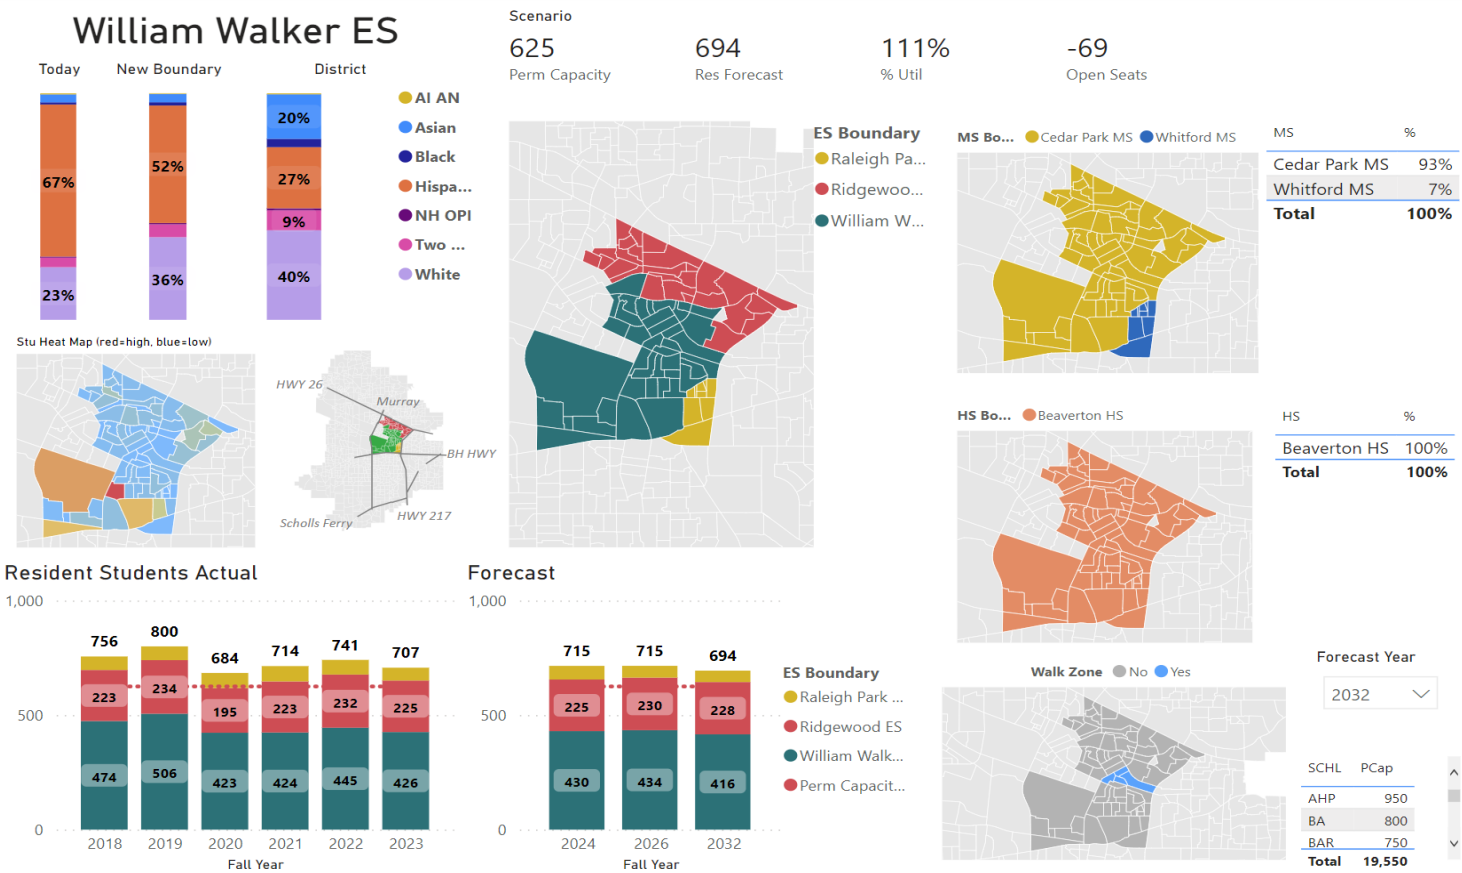 William Walker ES
Today
New Boundary
District
67%
23%
52%
36%
20%
27%
9%
40%
AI AN
Asian
Black
Hispa...
NH OPI
Two ...
White
Scenario
625
Perm Capacity
694
Res Forecast
111%
% Util
-69
Open Seats
ES Boundary
Raleigh Pa...
Ridgewoo...
William W...
MS Bo...
Cedar Park MS
Whitford MS
MS %
Cedar Park MS 93%
Whitford MS 7%
Total 100%
Stu Heat Map (red=high, blue=low)
HWY 26
Murray
BH HWY
HWY 217
Scholls Ferry
HS Bo...
Beaverton HS
HS %
Beaverton HS 100%
Total 100%
Resident Students Actual
1,000
500
0
756
223
474
800
234
506
684
195
423
714
223
424
741
232
445
707
225
426
2018 2019 2020 2021 2022 2023
Fall Year
Forecast
1,000
500
0
715
225
430
715
230
434
694
228
416
2024 2026 2032
Fall Year
ES Boundary
Raleigh Park ...
Ridgewood ES
William Walk...
Perm Capacit...
Walk Zone
No
Yes
Forecast Year
2032
SCHL PCap
AHP 950
BA 800
BAR 750
Total 19,550